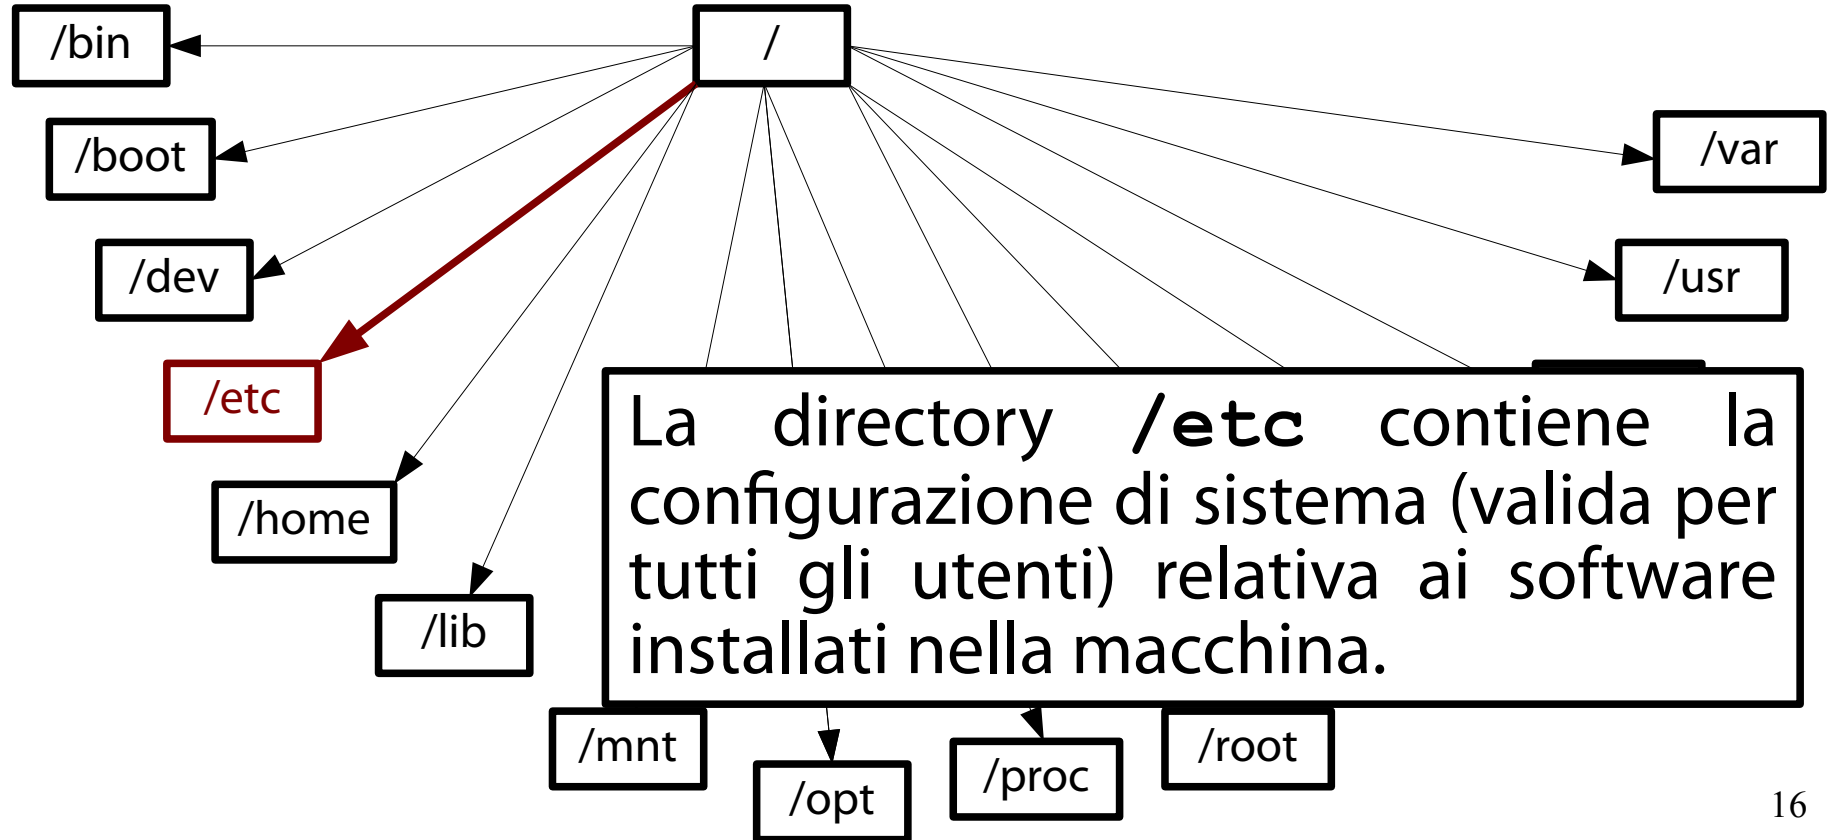 /bin
/
/boot
/var
/dev
/usr
/etc
La directory /etc contiene la
configurazione di sistema (valida per
tutti gli utenti) relativa ai software
installati nella macchina.
/home
/lib
/mnt
/opt
/proc
/root
16